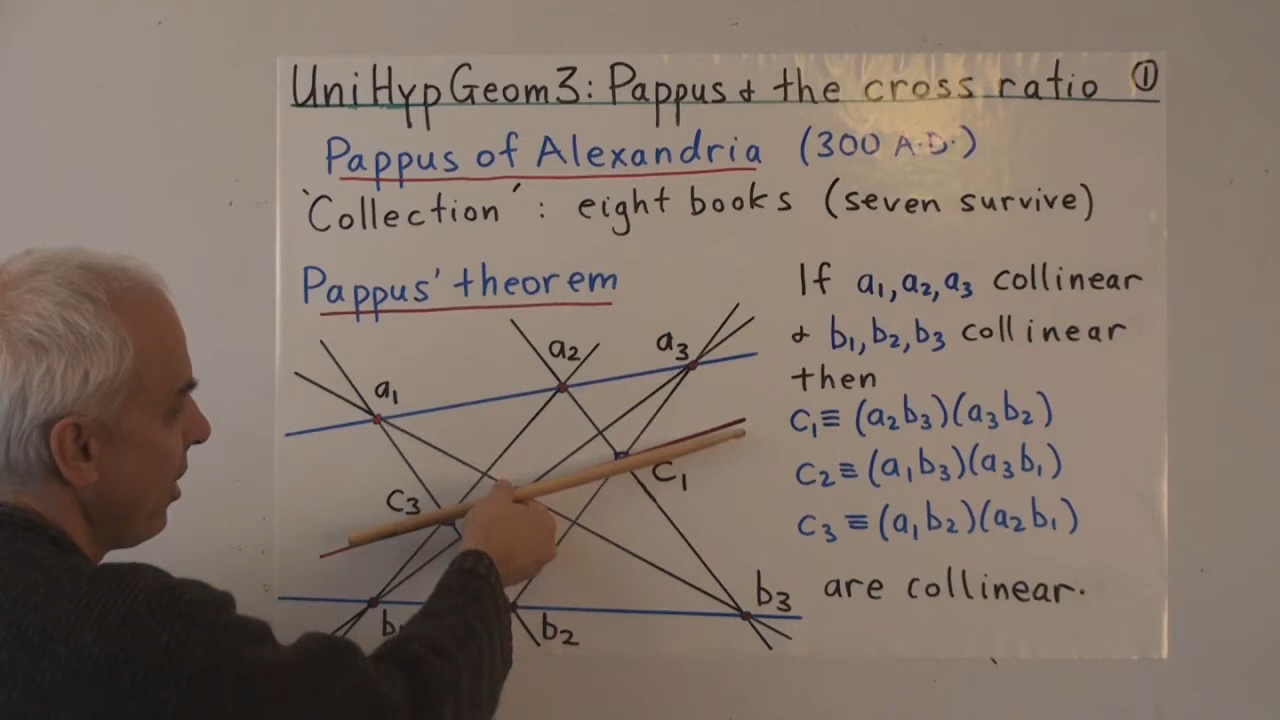 UniHypGeom3: Pappus & the cross ratio ①
Pappus of Alexandria (300 A.D.)
'Collection': eight books (seven survive)
Pappus' theorem
If a₁, a₂, a₃ collinear
& b₁, b₂, b₃ collinear
then
c₁ ≡ (a₂b₃)(a₃b₂)
c₂ ≡ (a₁b₃)(a₃b₁)
c₃ ≡ (a₁b₂)(a₂b₁)
are collinear.
a₁
a₂
a₃
c₃
c₁
b₂
b₃